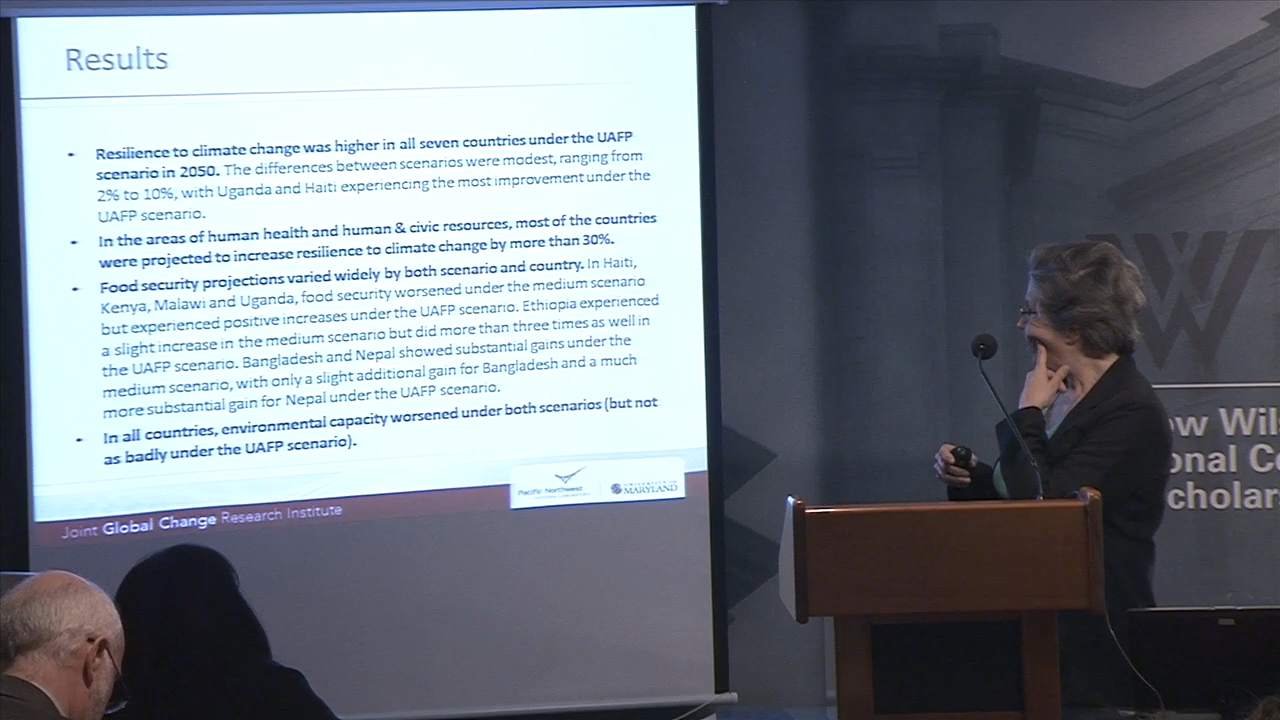 Results
• Resilience to climate change was higher in all seven countries under the UAFP
scenario in 2050. The differences between scenarios were modest, ranging from
2% to 10%, with Uganda and Haiti experiencing the most improvement under the
UAFP scenario.
• In the areas of human health and human & civic resources, most of the countries
were projected to increase resilience to climate change by more than 30%.
• Food security projections varied widely by both scenario and country. In Haiti,
Kenya, Malawi and Uganda, food security worsened under the medium scenario
but experienced positive increases under the UAFP scenario. Ethiopia experienced
a slight increase in the medium scenario but did more than three times as well in
the UAFP scenario. Bangladesh and Nepal showed substantial gains under the
medium scenario, with only a slight additional gain for Bangladesh and a much
more substantial gain for Nepal under the UAFP scenario.
• In all countries, environmental capacity worsened under both scenarios (but not
as badly under the UAFP scenario).
Pacific Northwest
MARYLAND
Joint Global Change Research Institute
W
ow Wils
onal Ce
cholar